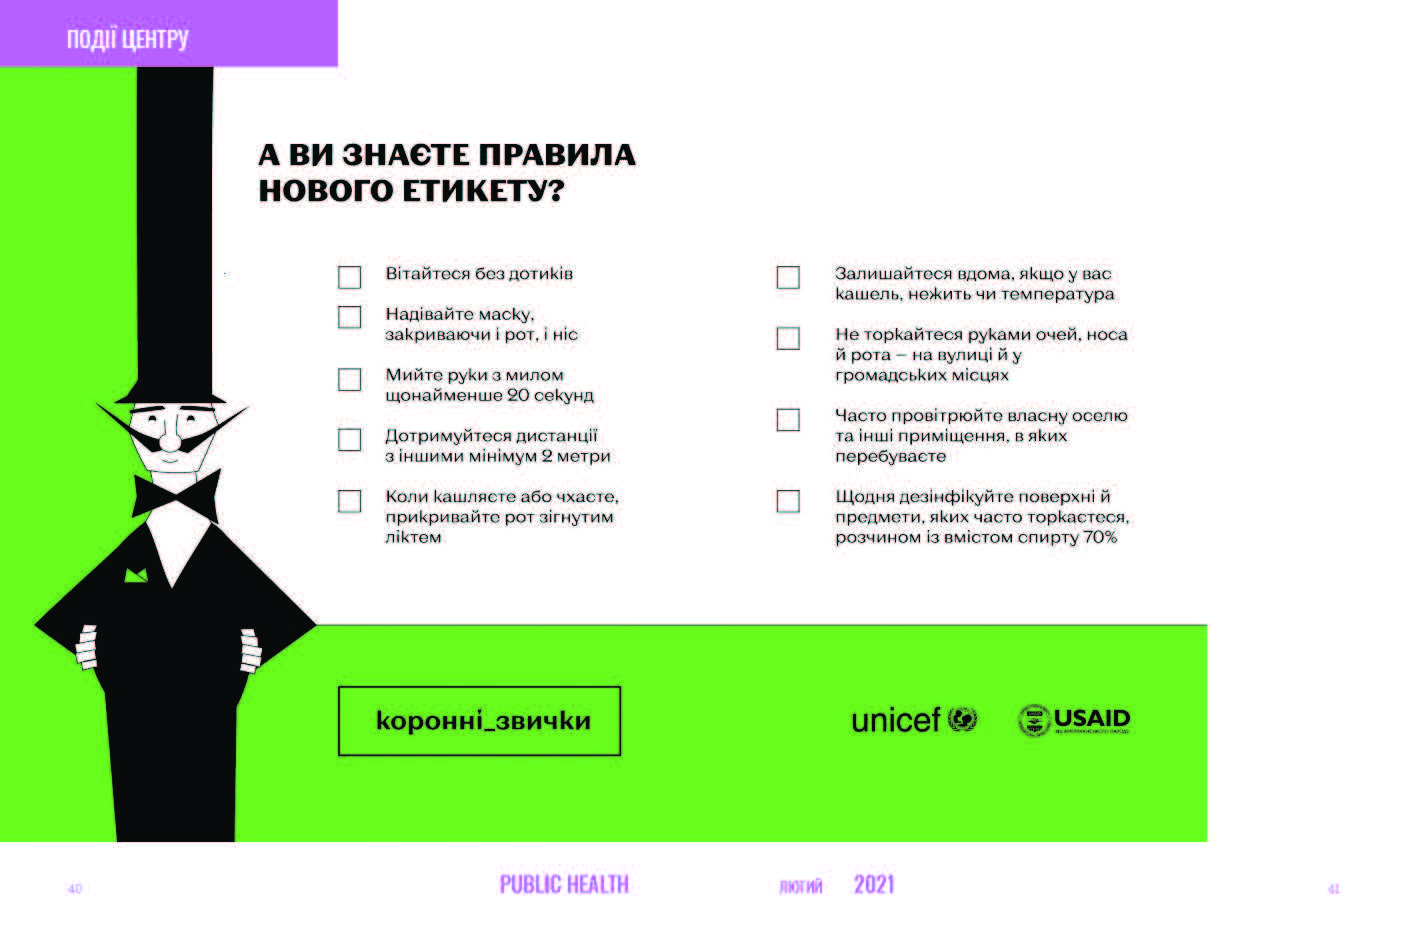 ПОДІЇ ЦЕНТРУ
А ВИ ЗНАЄТЕ ПРАВИЛА
НОВОГО ЕТИКЕТУ?
Вітайтеся без дотиків
Надівайте маску,
закриваючи і рот, і ніс
Мийте руки з милом
щонайменше 20 секунд
Дотримуйтеся дистанції
з іншими мінімум 2 метри
Коли кашляєте або чхаєте,
прикривайте рот зігнутим
ліктем
Залишайтеся вдома, якщо у вас
кашель, нежить чи температура
Не торкайтеся руками очей, носа
й рота – на вулиці й у
громадських місцях
Часто провітрюйте власну оселю
та інші приміщення, в яких
перебуваєте
Щодня дезінфікуйте поверхні й
предмети, яких часто торкаєтеся,
розчином із вмістом спирту 70%
коронні_звички
unicef
USAID
40
PUBLIC HEALTH
ЛЮТИЙ
2021
41